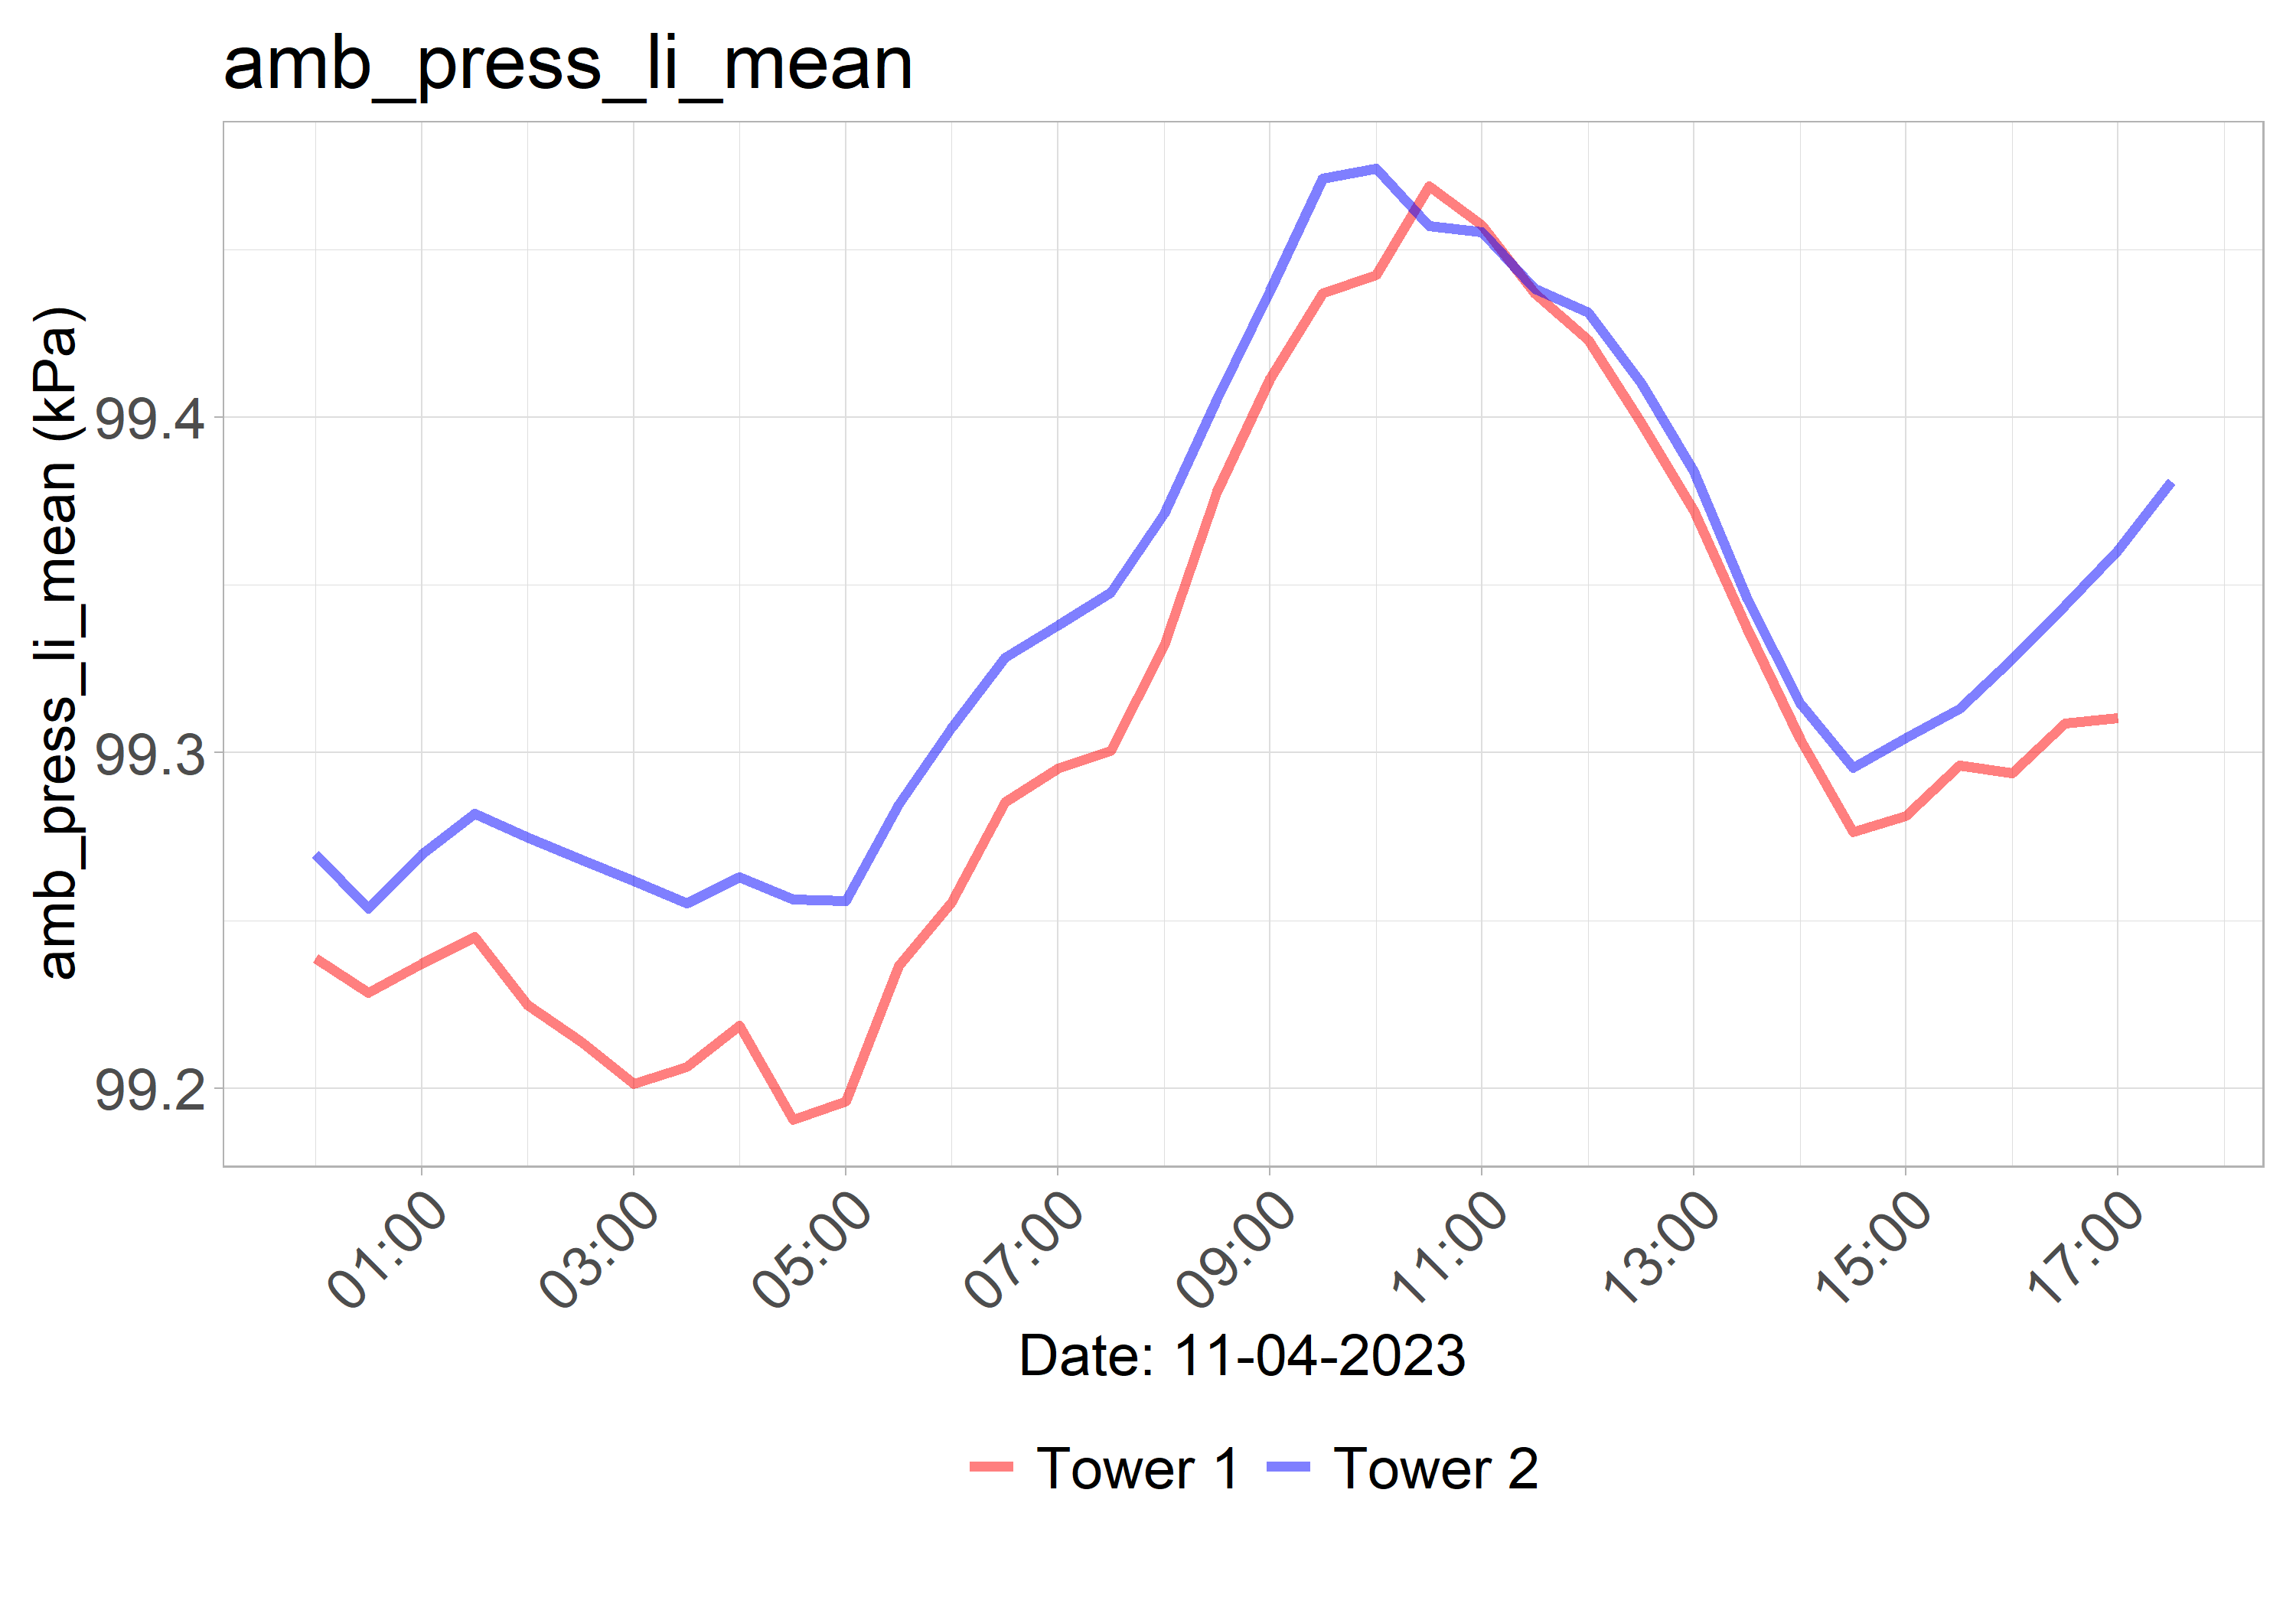 amb_press_li_mean
amb_press_li_mean (kPa)
99.4
99.3
99.2
01:00 03:00 05:00 07:00 09:00 11:00 13:00 15:00 17:00
Date: 11-04-2023
Tower 1 Tower 2